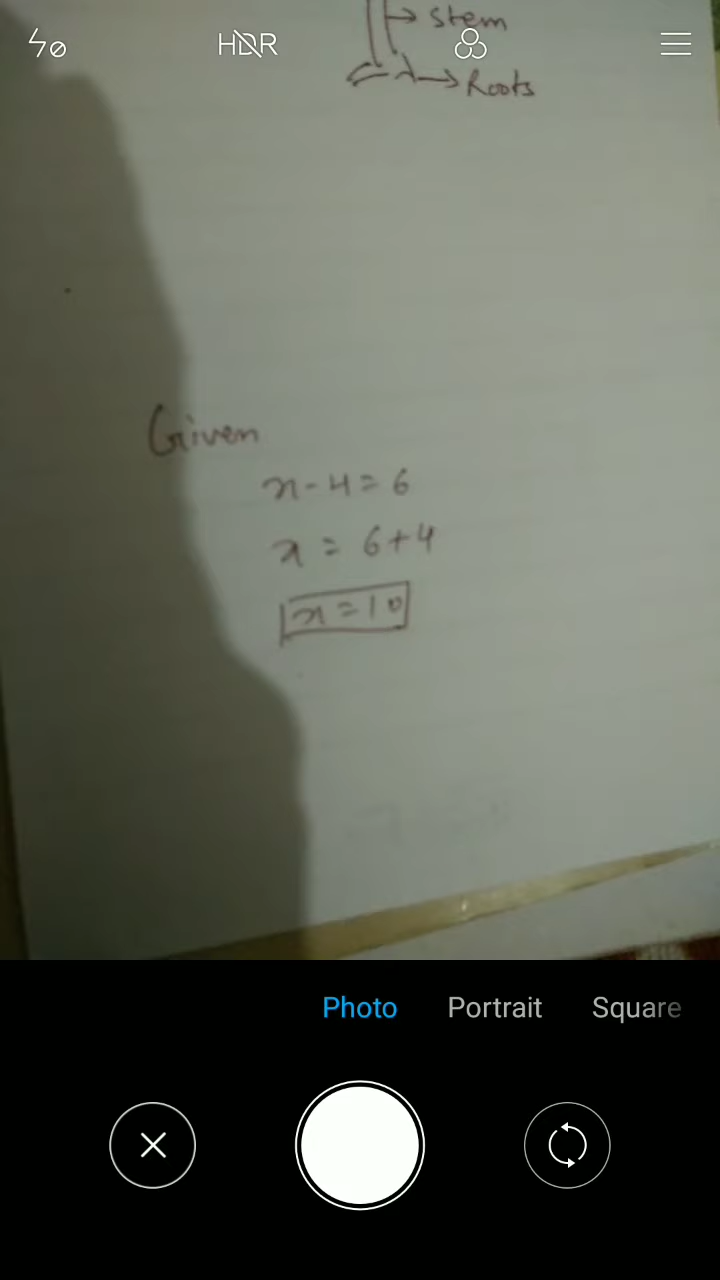 HDR
→ Stem
→ Roots
Given
x - 4 = 6
x = 6+4
x = 10
Photo Portrait Square